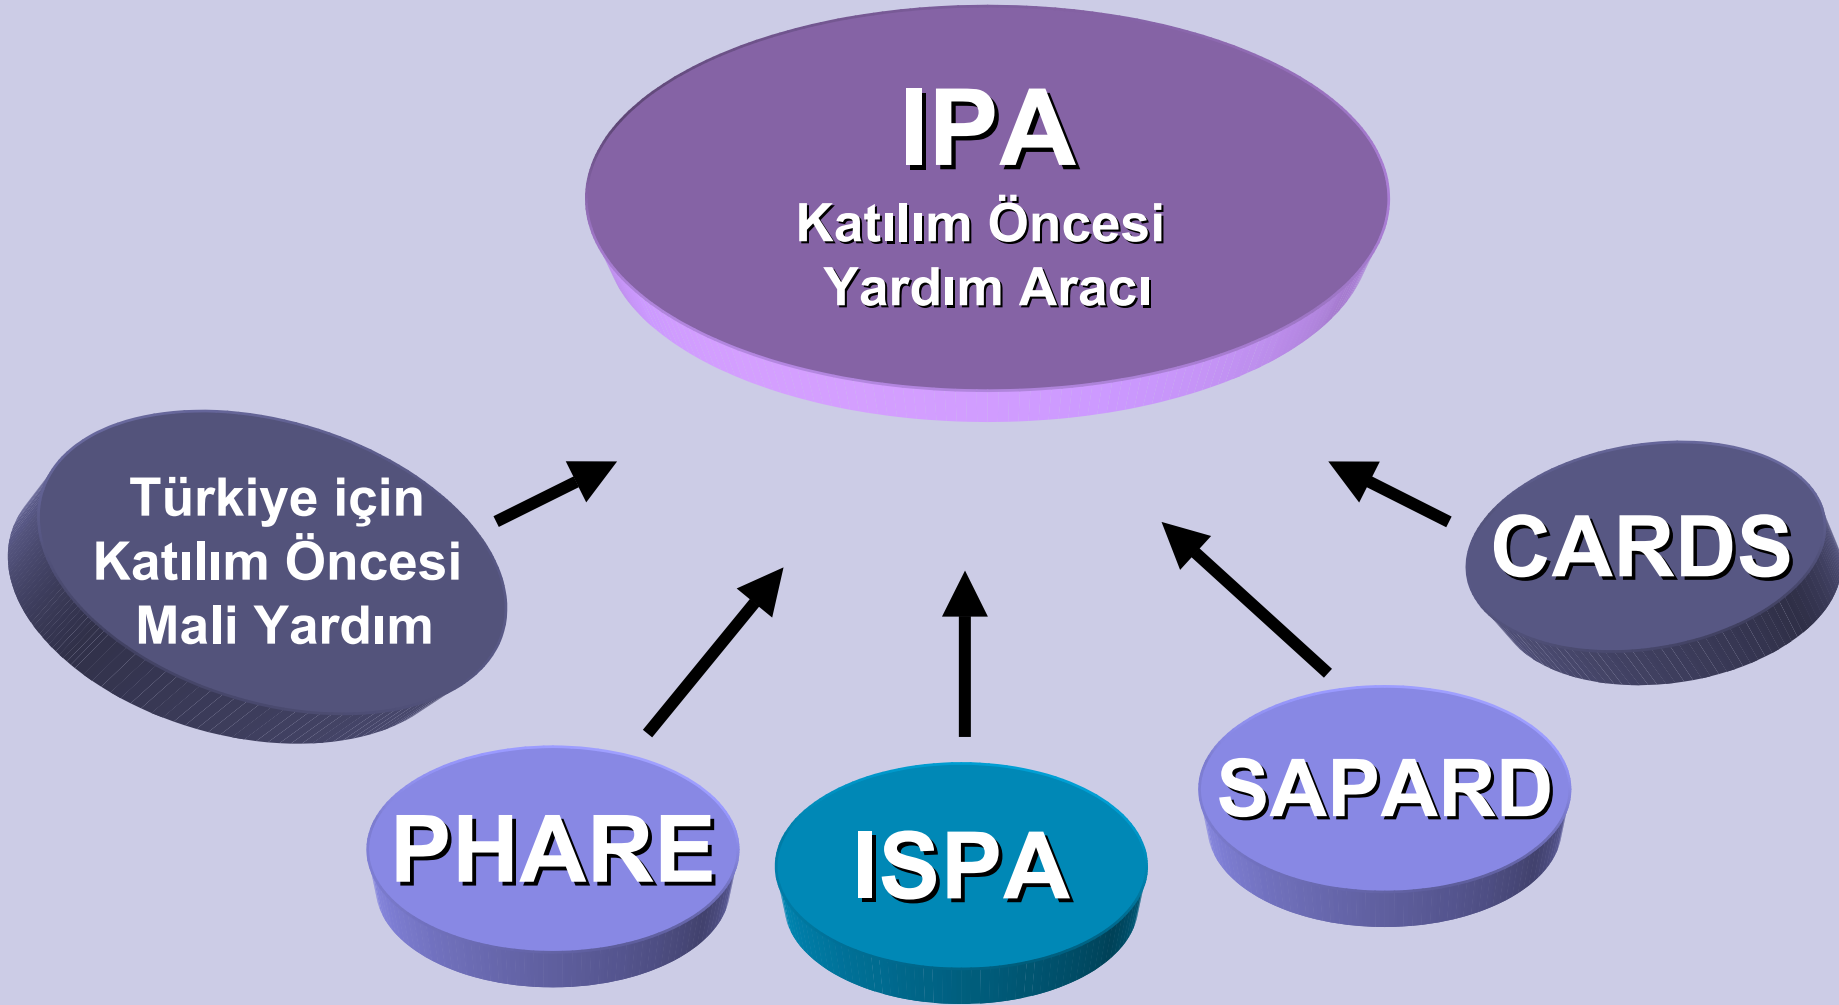 IPA
Katılım Öncesi
Yardım Aracı
Türkiye için
Katılım Öncesi
Mali Yardım
PHARE
ISPA
SAPARD
CARDS